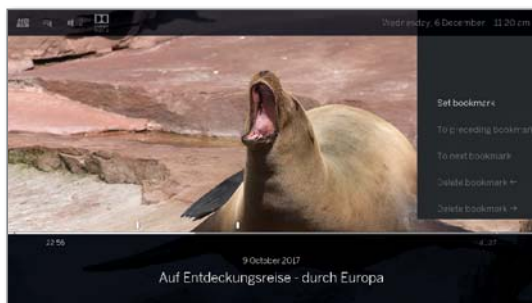 HD
Wednesday, 6 December 11:20 am
Set bookmark
To preceding bookmark
To next bookmark
Delete bookmark ←
Delete bookmark →
22:56
9 October 2017
Auf Entdeckungsreise - durch Europa